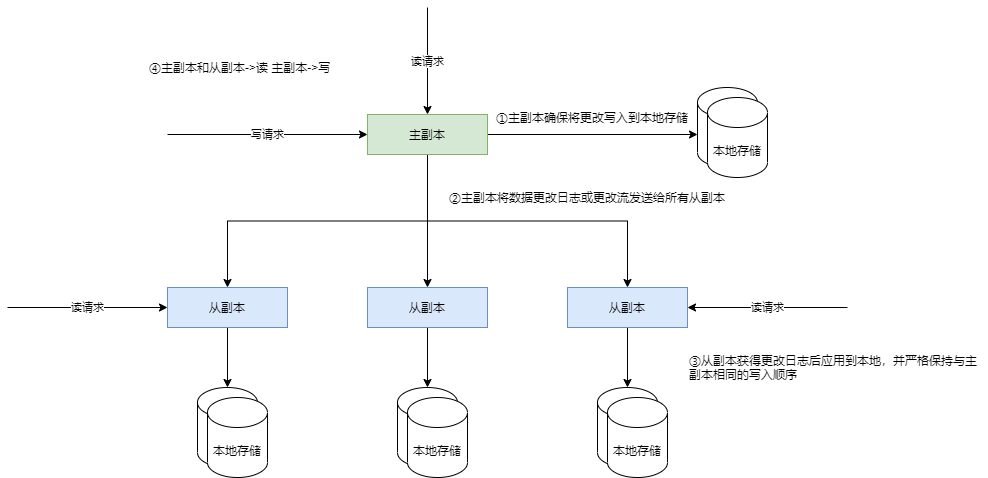 读请求
④主副本和从副本->读 主副本->写
①主副本确保将更改写入到本地存储
写请求
主副本
本地存储
②主副本将数据更改日志或更改流发送给所有从副本
读请求
从副本
从副本
从副本
读请求
③从副本获得更改日志后应用到本地，并严格保持与主
副本相同的写入顺序
本地存储
本地存储
本地存储